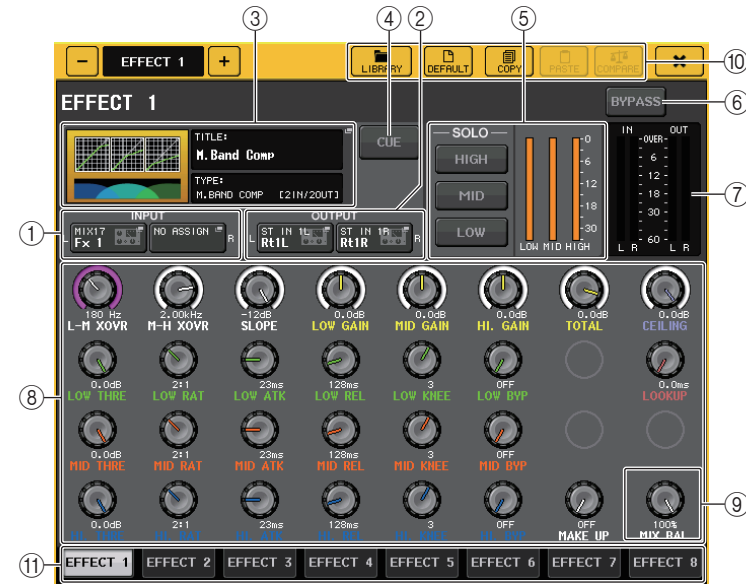 ③ ④ ② ⑤
− EFFECT 1 + LIBRARY DEFAULT COPY PASTE COMPARE × ⑩
EFFECT 1 BYPASS ⑥
TITLE:
M.Band Comp
TYPE:
M.BAND COMP [2IN/2OUT]
CUE
SOLO
HIGH
MID
LOW
0
6
12
18
30
LOW MID HIGH
IN OUT
OVER
6
12
18
30
60
L R L R
⑦
① INPUT OUTPUT
L MIX17 Fx 1 NO ASSIGN R
L ST IN 1L Rt1L ST IN 1R Rt1R R
180 Hz 2.00kHz -12dB 0.0dB 0.0dB 0.0dB 0.0dB 0.0dB
L-M XOVR M-H XOVR SLOPE LOW GAIN MID GAIN HI. GAIN TOTAL CEILING
⑧
0.0dB 2:1 23ms 128ms 3 OFF 0.0ms
LOW THRE LOW RAT LOW ATK LOW REL LOW KNEE LOW BYP LOOKUP
0.0dB 2:1 23ms 128ms 3 OFF
MID THRE MID RAT MID ATK MID REL MID KNEE MID BYP
⑨
0.0dB 2:1 23ms 128ms 3 OFF OFF 100%
MAKE UP MIX BAL
⑪ EFFECT 1 EFFECT 2 EFFECT 3 EFFECT 4 EFFECT 5 EFFECT 6 EFFECT 7 EFFECT 8